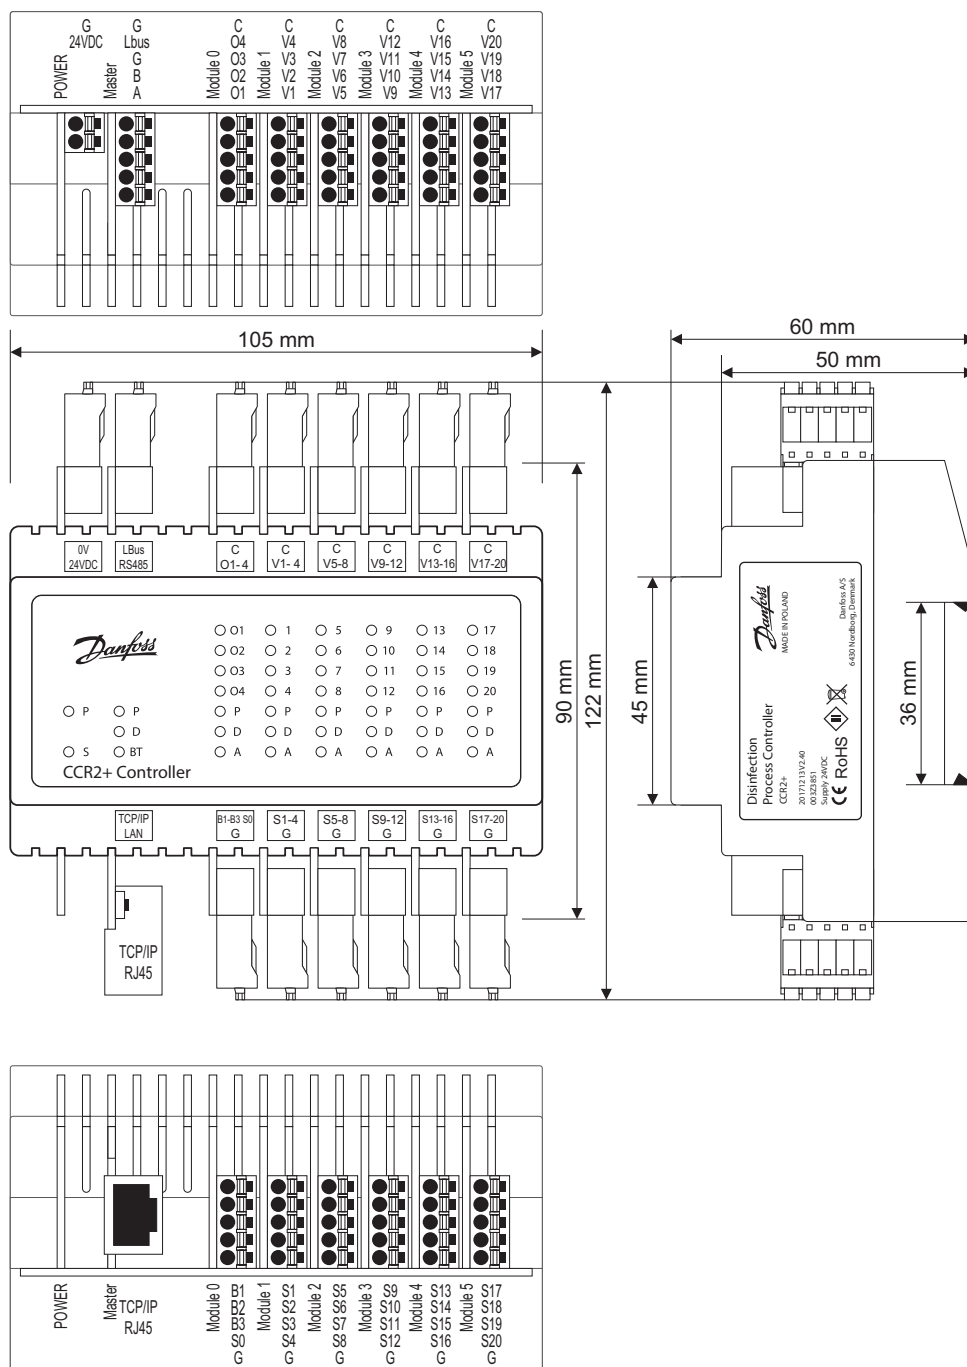 POWER
G
24VDC
Master
G
Lbus
G
B
A
Module 0
C
O4
O3
O2
O1
Module 1
C
V4
V3
V2
V1
Module 2
C
V8
V7
V6
V5
Module 3
C
V12
V11
V10
V9
Module 4
C
V16
V15
V14
V13
Module 5
C
V20
V19
V18
V17
105 mm
60 mm
50 mm
0V
24VDC
LBus
RS485
C
O1- 4
C
V1- 4
C
V5-8
C
V9-12
C
V13-16
C
V17-20
Danfoss
O1 1 5 9 13 17
O2 2 6 10 14 18
O3 3 7 11 15 19
O4 4 8 12 16 20
P P P P P P P P
D D D D D D D
S BT A A A A A A
CCR2+ Controller
TCP/IP
LAN
B1-B3 S0
G
S1-4
G
S5-8
G
S9-12
G
S13-16
G
S17-20
G
TCP/IP
RJ45
90 mm
122 mm
45 mm
36 mm
Danfoss
MADE IN POLAND
Danfoss A/S
6430 Nordborg, Denmark
Disinfection
Process Controller
CCR2+
20171213 V2.40
003Z3851
Supply 24VDC
CE RoHS
POWER
Master
TCP/IP
RJ45
Module 0
B1
B2
B3
S0
G
Module 1
S1
S2
S3
S4
G
Module 2
S5
S6
S7
S8
G
Module 3
S9
S10
S11
S12
G
Module 4
S13
S14
S15
S16
G
Module 5
S17
S18
S19
S20
G